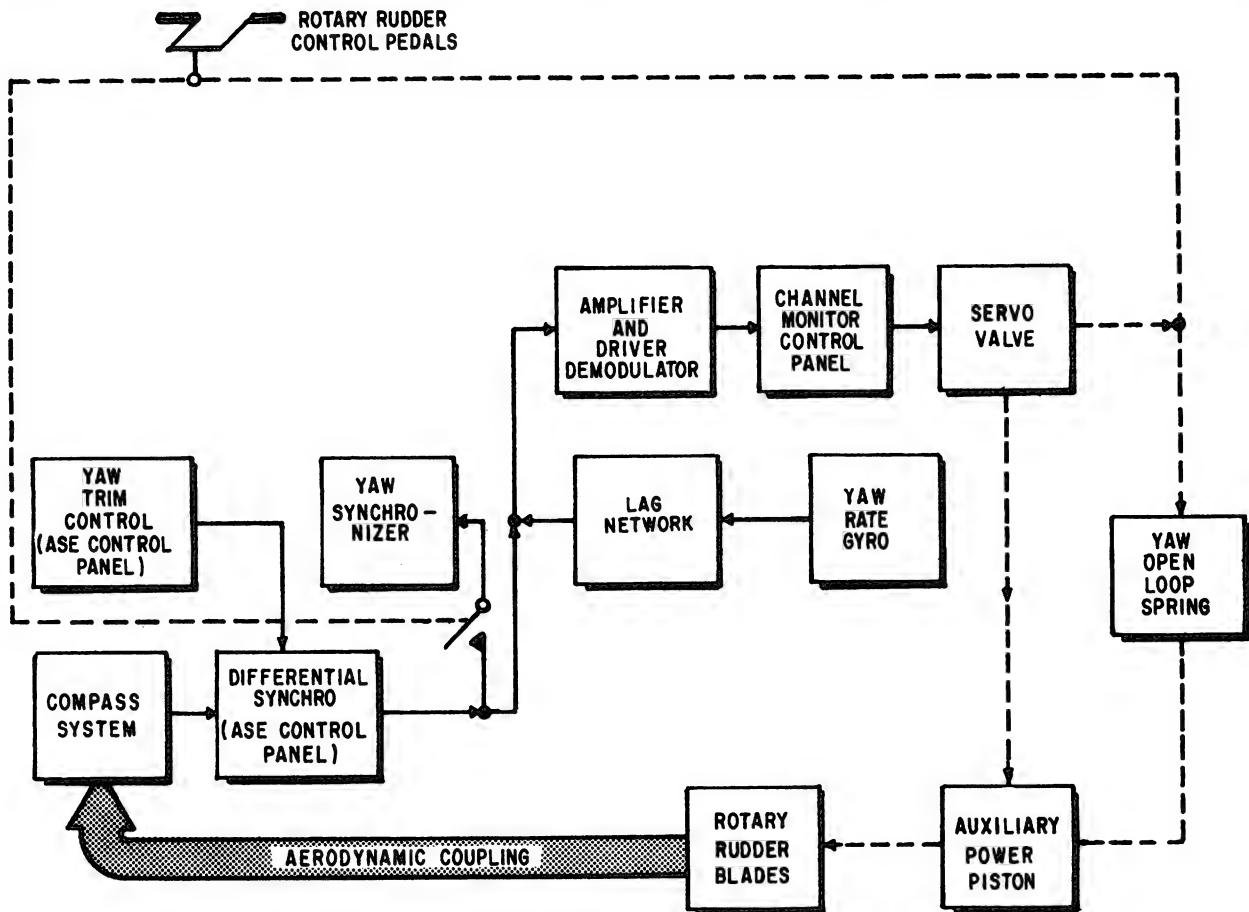 ROTARY RUDDER
CONTROL PEDALS
AMPLIFIER
AND
DRIVER
DEMODULATOR
CHANNEL
MONITOR
CONTROL
PANEL
SERVO
VALVE
YAW
TRIM
CONTROL
(ASE CONTROL
PANEL)
YAW
SYNCHRO-
NIZER
LAG
NETWORK
YAW
RATE
GYRO
YAW
OPEN
LOOP
SPRING
COMPASS
SYSTEM
DIFFERENTIAL
SYNCHRO
(ASE CONTROL
PANEL)
ROTARY
RUDDER
BLADES
AUXILIARY
POWER
PISTON
AERODYNAMIC COUPLING